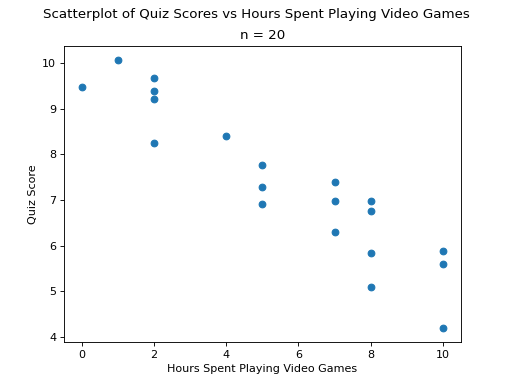 Scatterplot of Quiz Scores vs Hours Spent Playing Video Games
n = 20
10
9
8
7
6
5
4
Quiz Score
0 2 4 6 8 10
Hours Spent Playing Video Games